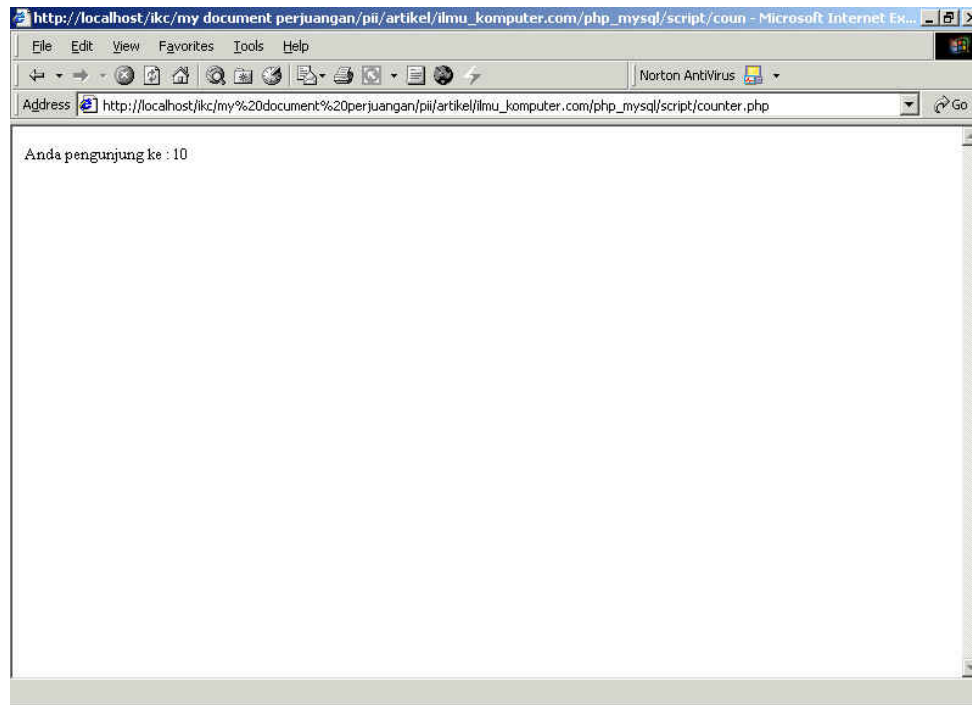 http://localhost/ikc/my document perjuangan/pii/artikel/ilmu_komputer.com/php_mysql/script/coun - Microsoft Internet Ex...
File Edit View Favorites Tools Help
Norton AntiVirus
Address http://localhost/ikc/my%20document%20perjuangan/pii/artikel/ilmu_komputer.com/php_mysql/script/counter.php Go
Anda pengunjung ke : 10